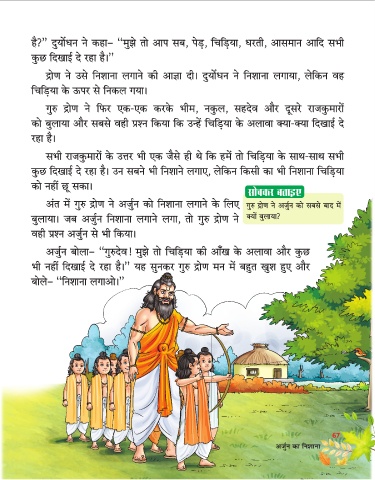 है?” दुर्योधन ने कहा– “मुझे तो आप सब, पेड़, चिड़िया, धरती, आसमान आदि सभी
कुछ दिखाई दे रहा है।”
द्रोण ने उसे निशाना लगाने की आज्ञा दी। दुर्योधन ने निशाना लगाया, लेकिन वह
चिड़िया के ऊपर से निकल गया।
गुरु द्रोण ने फिर एक-एक करके भीम, नकुल, सहदेव और दूसरे राजकुमारों
को बुलाया और सबसे वही प्रश्न किया कि उन्हें चिड़िया के अलावा क्या-क्या दिखाई दे
रहा है।
सभी राजकुमारों के उत्तर भी एक जैसे ही थे कि हमें तो चिड़िया के साथ-साथ सभी
कुछ दिखाई दे रहा है। उन सबने भी निशाने लगाए, लेकिन किसी का भी निशाना चिड़िया
को नहीं छू सका।
अंत में गुरु द्रोण ने अर्जुन को निशाना लगाने के लिए
बुलाया। जब अर्जुन निशाना लगाने लगा, तो गुरु द्रोण ने
वही प्रश्न अर्जुन से भी किया।
सोचकर बताइए
गुरु द्रोण ने अर्जुन को सबसे बाद में
क्यों बुलाया?
अर्जुन बोला– “गुरुदेव! मुझे तो चिड़िया की आँख के अलावा और कुछ
भी नहीं दिखाई दे रहा है।” यह सुनकर गुरु द्रोण मन में बहुत खुश हुए और
बोले– “निशाना लगाओ।”
अर्जुन का निशाना